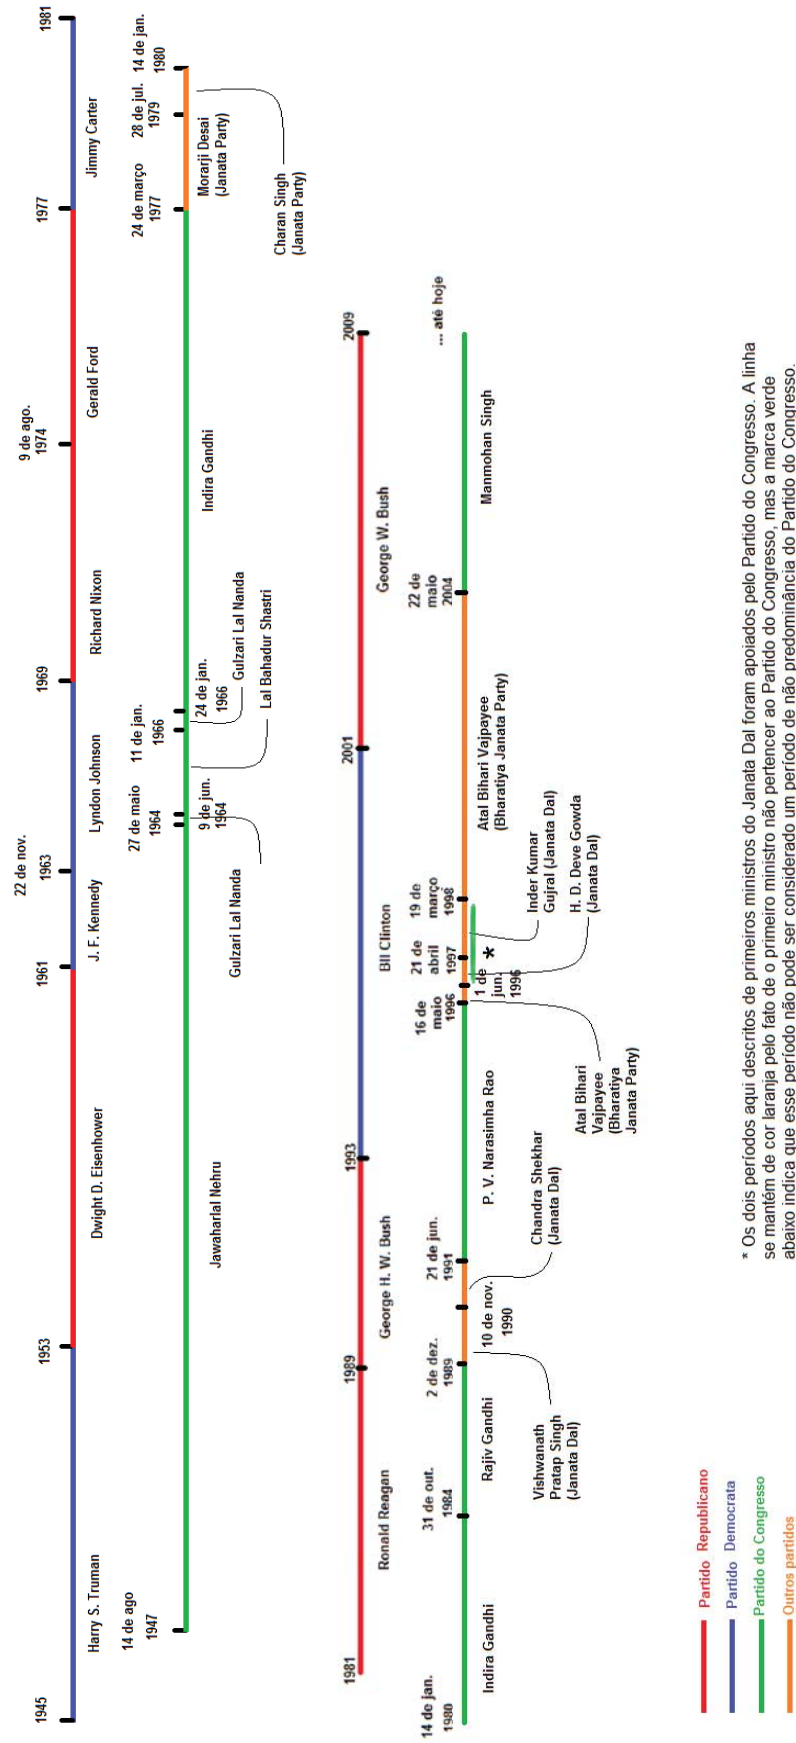 1945
1953
1961
22 de nov.
1963
1969
9 de ago.
1974
1977
1981
Harry S. Truman
Dwight D. Eisenhower
J. F. Kennedy
Lyndon Johnson
Richard Nixon
Gerald Ford
Jimmy Carter
14 de ago
1947
27 de maio
1964
9 de jun.
1964
11 de jan.
1966
24 de jan.
1966
24 de março
1977
28 de jul.
1979
14 de jan.
1980
Jawaharlal Nehru
Gulzari Lal Nanda
Lal Bahadur Shastri
Gulzari Lal Nanda
Indira Gandhi
Morarji Desai
(Janata Party)
Charan Singh
(Janata Party)
1981
1989
1993
2001
2009
Ronald Reagan
George H. W. Bush
Bll Clinton
George W. Bush
14 de jan.
1980
31 de out.
1984
2 de dez.
1989
10 de nov.
1990
21 de jun.
1991
16 de
maio
1996
1 de
jun.
1996
21 de
abril
1997
*
19 de
março
1998
22 de
maio
2004
... até hoje
Indira Gandhi
Rajiv Gandhi
Vishwanath
Pratap Singh
(Janata Dal)
Chandra Shekhar
(Janata Dal)
P. V. Narasimha Rao
Atal Bihari
Vajpayee
(Bharatiya
Janata Party)
H. D. Deve Gowda
(Janata Dal)
Inder Kumar
Gujral (Janata Dal)
Atal Bihari Vajpayee
(Bharatiya Janata Party)
Manmohan Singh
Partido Republicano
Partido Democrata
Partido do Congresso
Outros partidos
* Os dois períodos aqui descritos de primeiros ministros do Janata Dal foram apoiados pelo Partido do Congresso. A linha
se mantém de cor laranja pelo fato de o primeiro ministro não pertencer ao Partido do Congresso, mas a marca verde
abaixo indica que esse período não pode ser considerado um período de não predominância do Partido do Congresso.